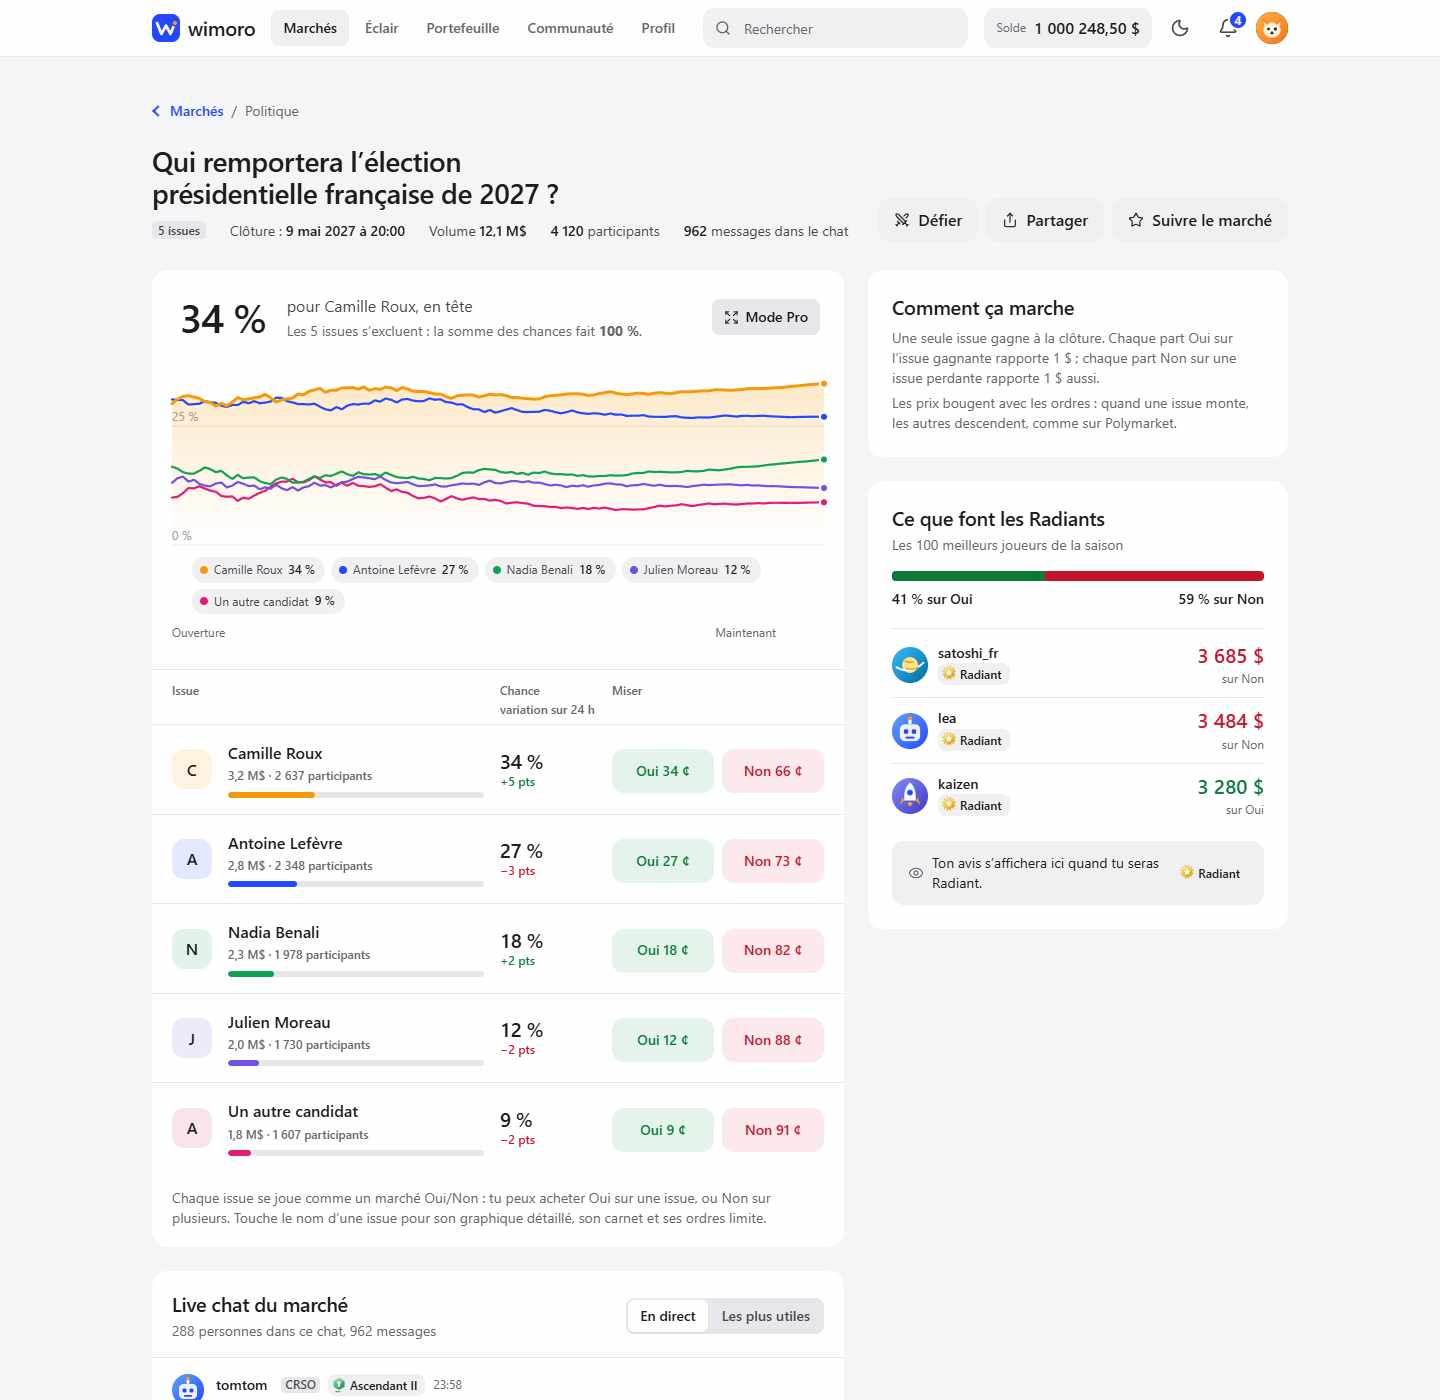 wimoro
Marchés
Éclair
Portefeuille
Communauté
Profil
Rechercher
Solde 1 000 248,50 $
4
Marchés / Politique
Qui remportera l’élection
présidentielle française de 2027 ?
5 issues
Clôture : 9 mai 2027 à 20:00
Volume 12,1 M$
4 120 participants
962 messages dans le chat
Défier
Partager
Suivre le marché
34 %
pour Camille Roux, en tête
Les 5 issues s’excluent : la somme des chances fait 100 %.
Mode Pro
25 %
0 %
Camille Roux 34 %
Antoine Lefèvre 27 %
Nadia Benali 18 %
Julien Moreau 12 %
Un autre candidat 9 %
Ouverture
Maintenant
Issue
Chance
variation sur 24 h
Miser
C
Camille Roux
3,2 M$ · 2 637 participants
34 %
+5 pts
Oui 34 ¢
Non 66 ¢
A
Antoine Lefèvre
2,8 M$ · 2 348 participants
27 %
−3 pts
Oui 27 ¢
Non 73 ¢
N
Nadia Benali
2,3 M$ · 1 978 participants
18 %
+2 pts
Oui 18 ¢
Non 82 ¢
J
Julien Moreau
2,0 M$ · 1 730 participants
12 %
−2 pts
Oui 12 ¢
Non 88 ¢
A
Un autre candidat
1,8 M$ · 1 607 participants
9 %
−2 pts
Oui 9 ¢
Non 91 ¢
Chaque issue se joue comme un marché Oui/Non : tu peux acheter Oui sur une issue, ou Non sur
plusieurs. Touche le nom d’une issue pour son graphique détaillé, son carnet et ses ordres limite.
Live chat du marché
288 personnes dans ce chat, 962 messages
En direct
Les plus utiles
tomtom CRSO Ascendant II 23:58
Comment ça marche
Une seule issue gagne à la clôture. Chaque part Oui sur
l’issue gagnante rapporte 1 $ ; chaque part Non sur une
issue perdante rapporte 1 $ aussi.
Les prix bougent avec les ordres : quand une issue monte,
les autres descendent, comme sur Polymarket.
Ce que font les Radiants
Les 100 meilleurs joueurs de la saison
41 % sur Oui
59 % sur Non
satoshi_fr
Radiant
3 685 $
sur Non
lea
Radiant
3 484 $
sur Non
kaizen
Radiant
3 280 $
sur Oui
Ton avis s’affichera ici quand tu seras
Radiant.
Radiant